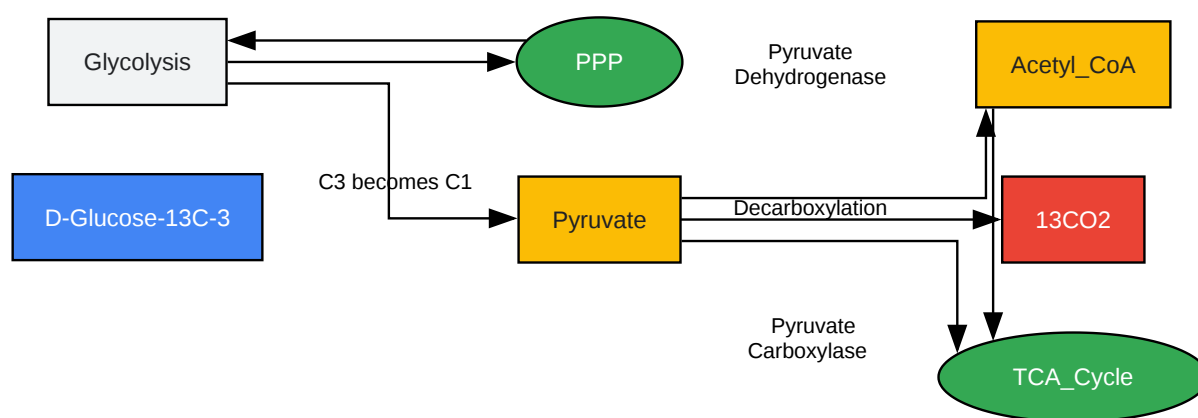 Glycolysis
PPP
Pyruvate
Dehydrogenase
Acetyl_CoA
D-Glucose-13C-3
C3 becomes C1
Pyruvate
Decarboxylation
13CO2
Pyruvate
Carboxylase
TCA_Cycle